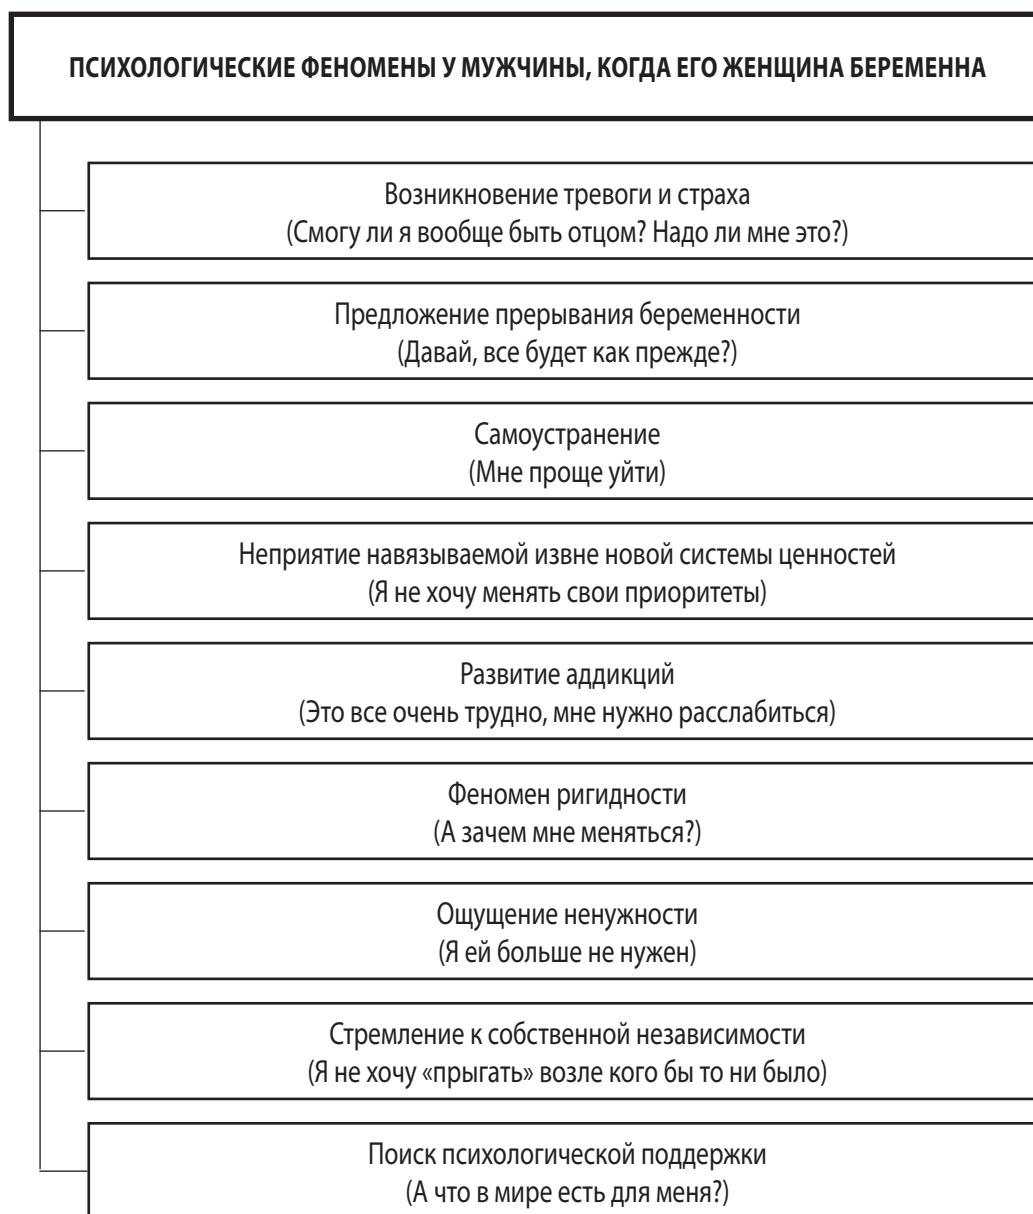 ПСИХОЛОГИЧЕСКИЕ ФЕНОМЕНЫ У МУЖЧИНЫ, КОГДА ЕГО ЖЕНЩИНА БЕРЕМЕННА
Возникновение тревоги и страха
(Смогу ли я вообще быть отцом? Надо ли мне это?)
Предложение прерывания беременности
(Давай, все будет как прежде?)
Самоустранение
(Мне проще уйти)
Неприятие навязываемой извне новой системы ценностей
(Я не хочу менять свои приоритеты)
Развитие аддикций
(Это все очень трудно, мне нужно расслабиться)
Феномен ригидности
(А зачем мне меняться?)
Ощущение ненужности
(Я ей больше не нужен)
Стремление к собственной независимости
(Я не хочу «прыгать» возле кого бы то ни было)
Поиск психологической поддержки
(А что в мире есть для меня?)